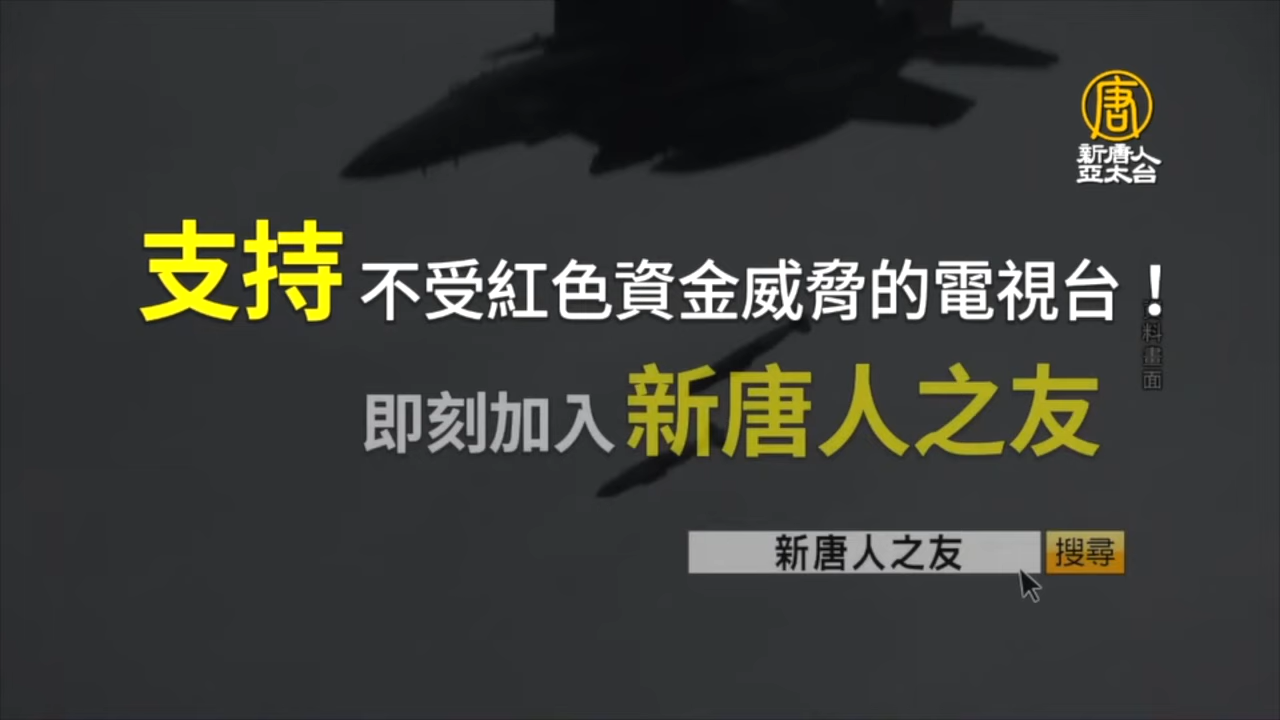 唐
新唐人
亞太台
支持 不受紅色資金威脅的電視台！
資料畫面
即刻加入 新唐人之友
新唐人之友 搜尋